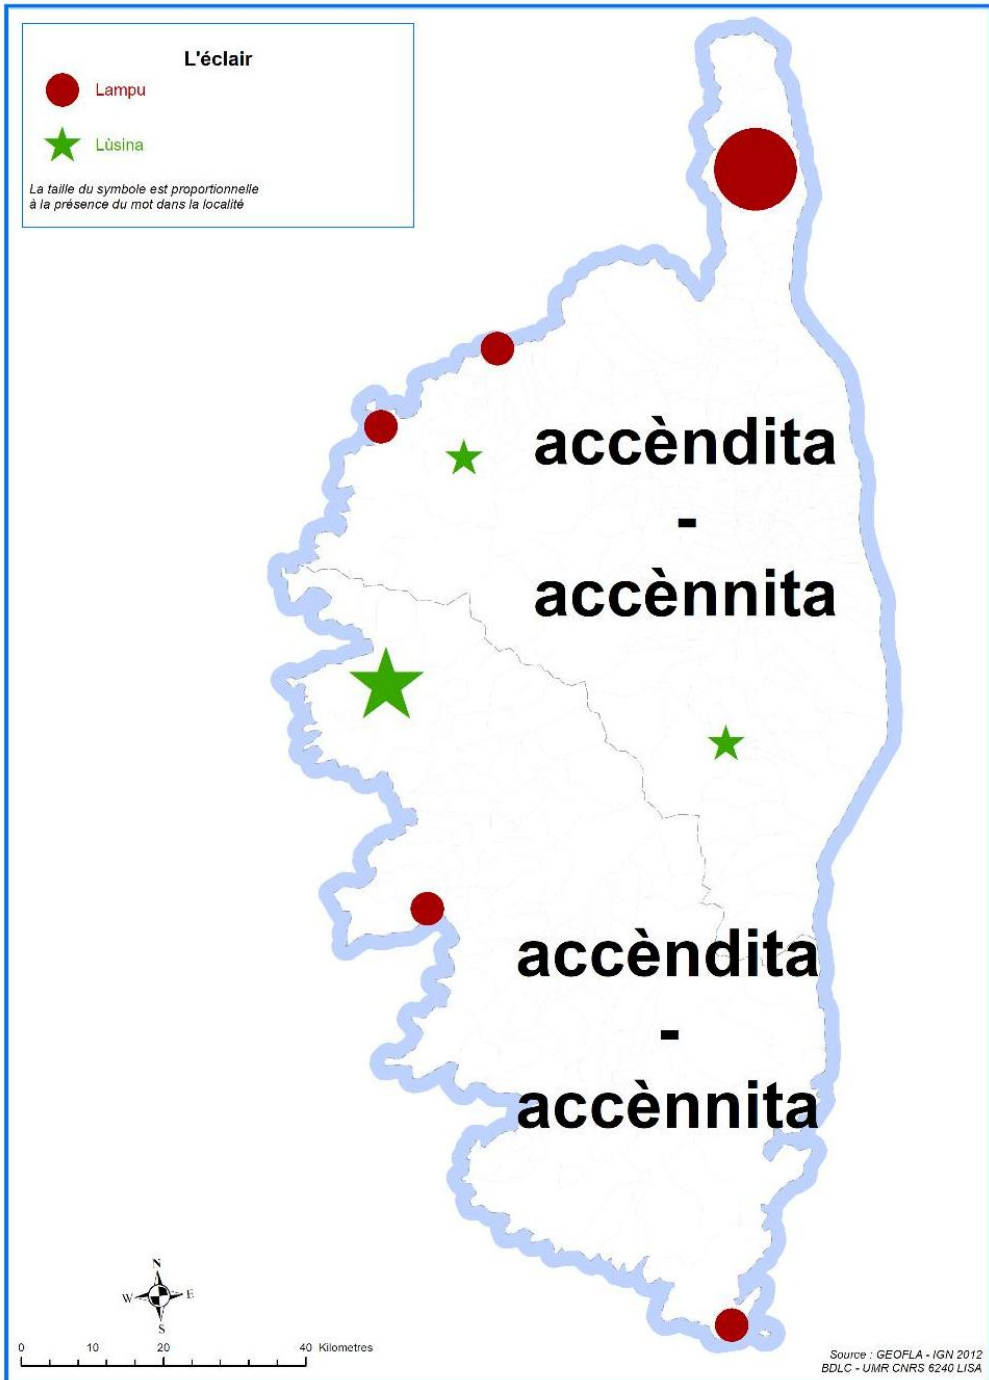 L'éclair
Lampu
Lùsina
La taille du symbole est proportionnelle
à la présence du mot dans la localité
accèndita
-
accènnita
accèndita
-
accènnita
N
W E
S
0 10 20 40 Kilometres
Source : GEOFLA - IGN 2012
BDLC - UMR CNRS 6240 LISA